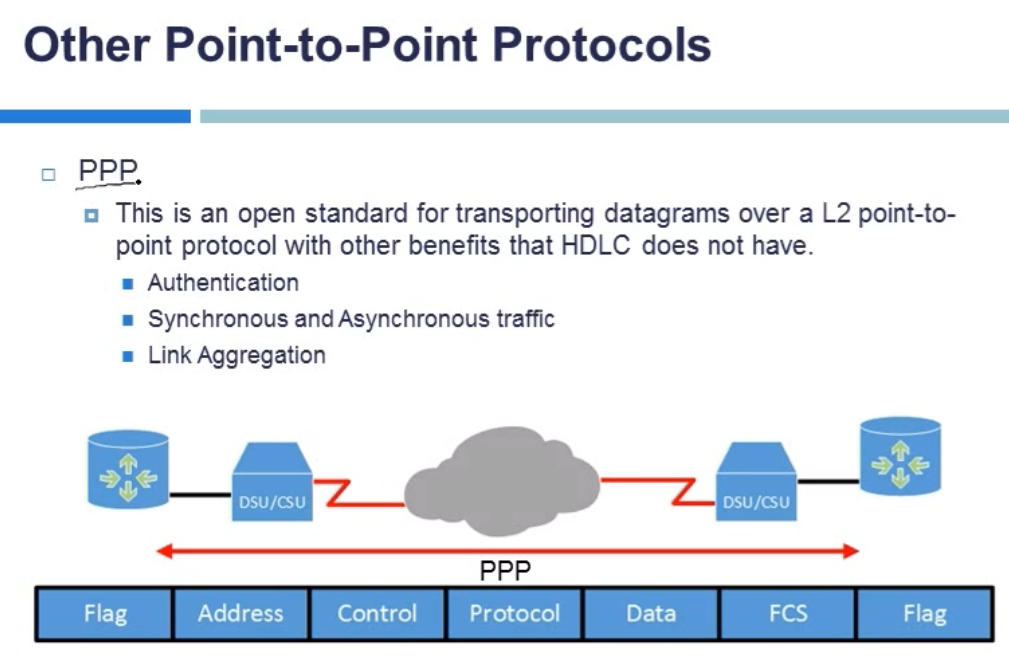 Other Point-to-Point Protocols
PPP.
This is an open standard for transporting datagrams over a L2 point-to-
point protocol with other benefits that HDLC does not have.
Authentication
Synchronous and Asynchronous traffic
Link Aggregation
DSU/CSU DSU/CSU
PPP
Flag Address Control Protocol Data FCS Flag